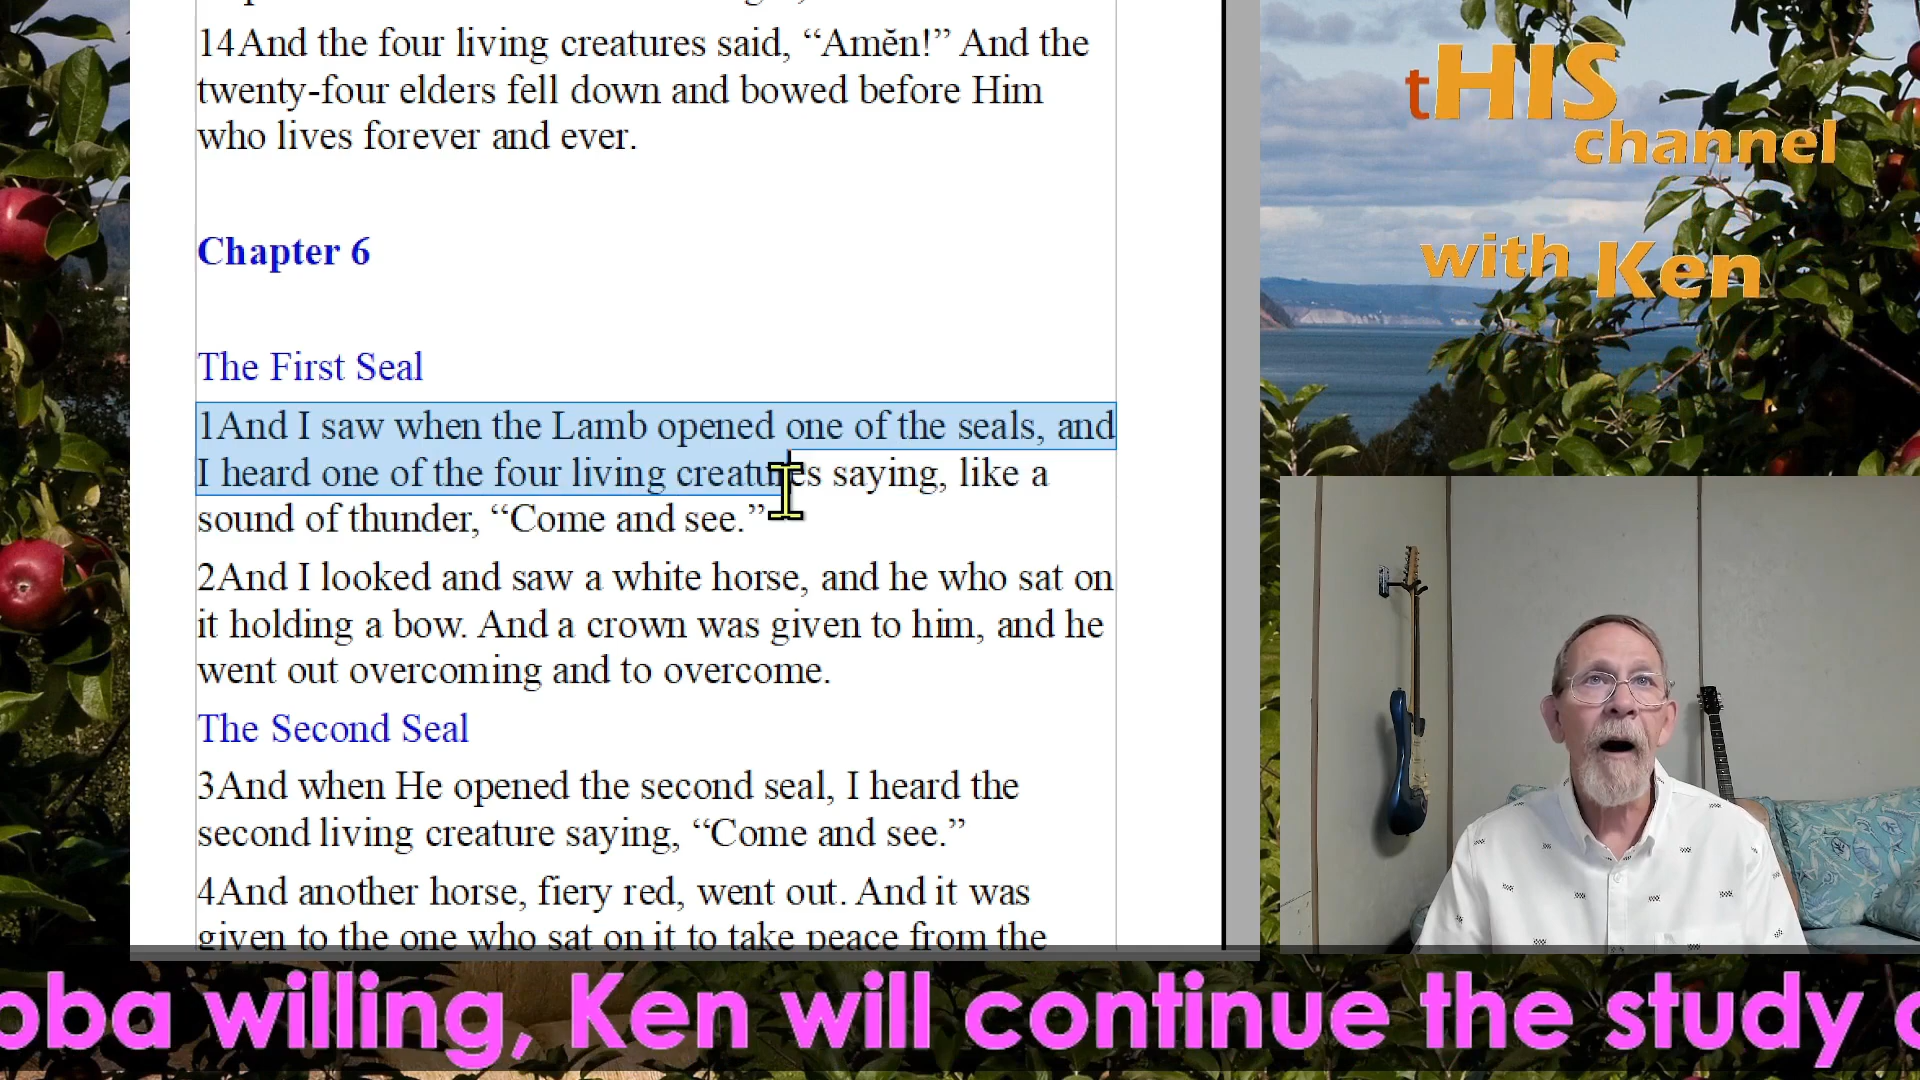 14And the four living creatures said, “Amĕn!” And the
twenty-four elders fell down and bowed before Him
who lives forever and ever.
Chapter 6
The First Seal
1And I saw when the Lamb opened one of the seals, and
I heard one of the four living creatures saying, like a
sound of thunder, “Come and see.”
2And I looked and saw a white horse, and he who sat on
it holding a bow. And a crown was given to him, and he
went out overcoming and to overcome.
The Second Seal
3And when He opened the second seal, I heard the
second living creature saying, “Come and see.”
4And another horse, fiery red, went out. And it was
given to the one who sat on it to take peace from the
tHIS
channel
with Ken
oba willing, Ken will continue the study